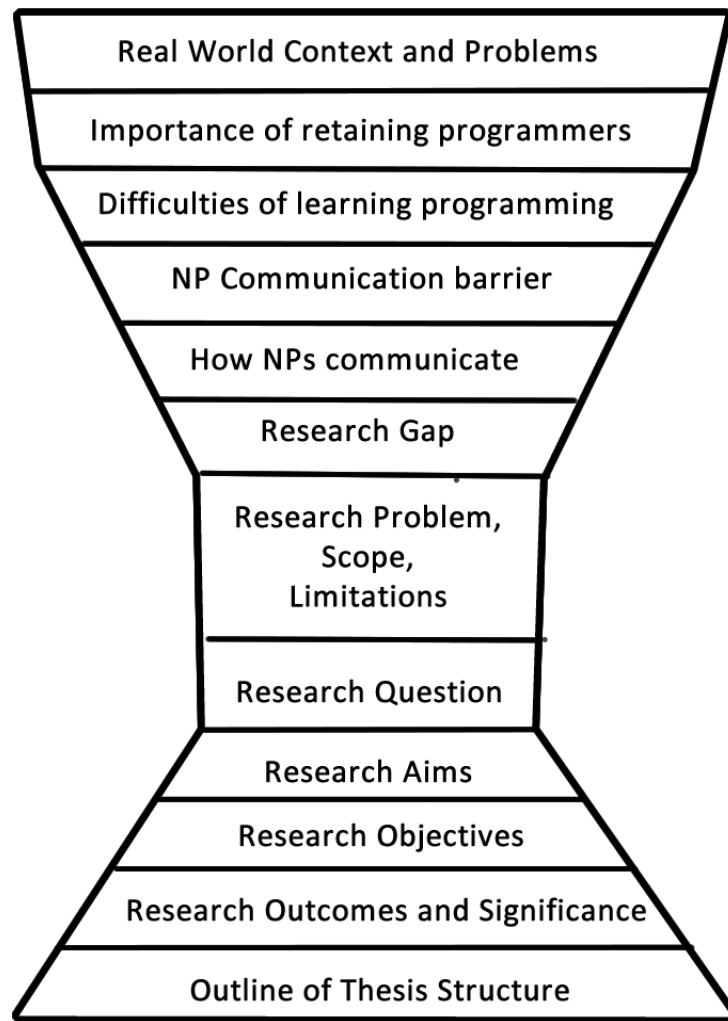 Real World Context and Problems
Importance of retaining programmers
Difficulties of learning programming
NP Communication barrier
How NPs communicate
Research Gap
Research Problem,
Scope,
Limitations
Research Question
Research Aims
Research Objectives
Research Outcomes and Significance
Outline of Thesis Structure